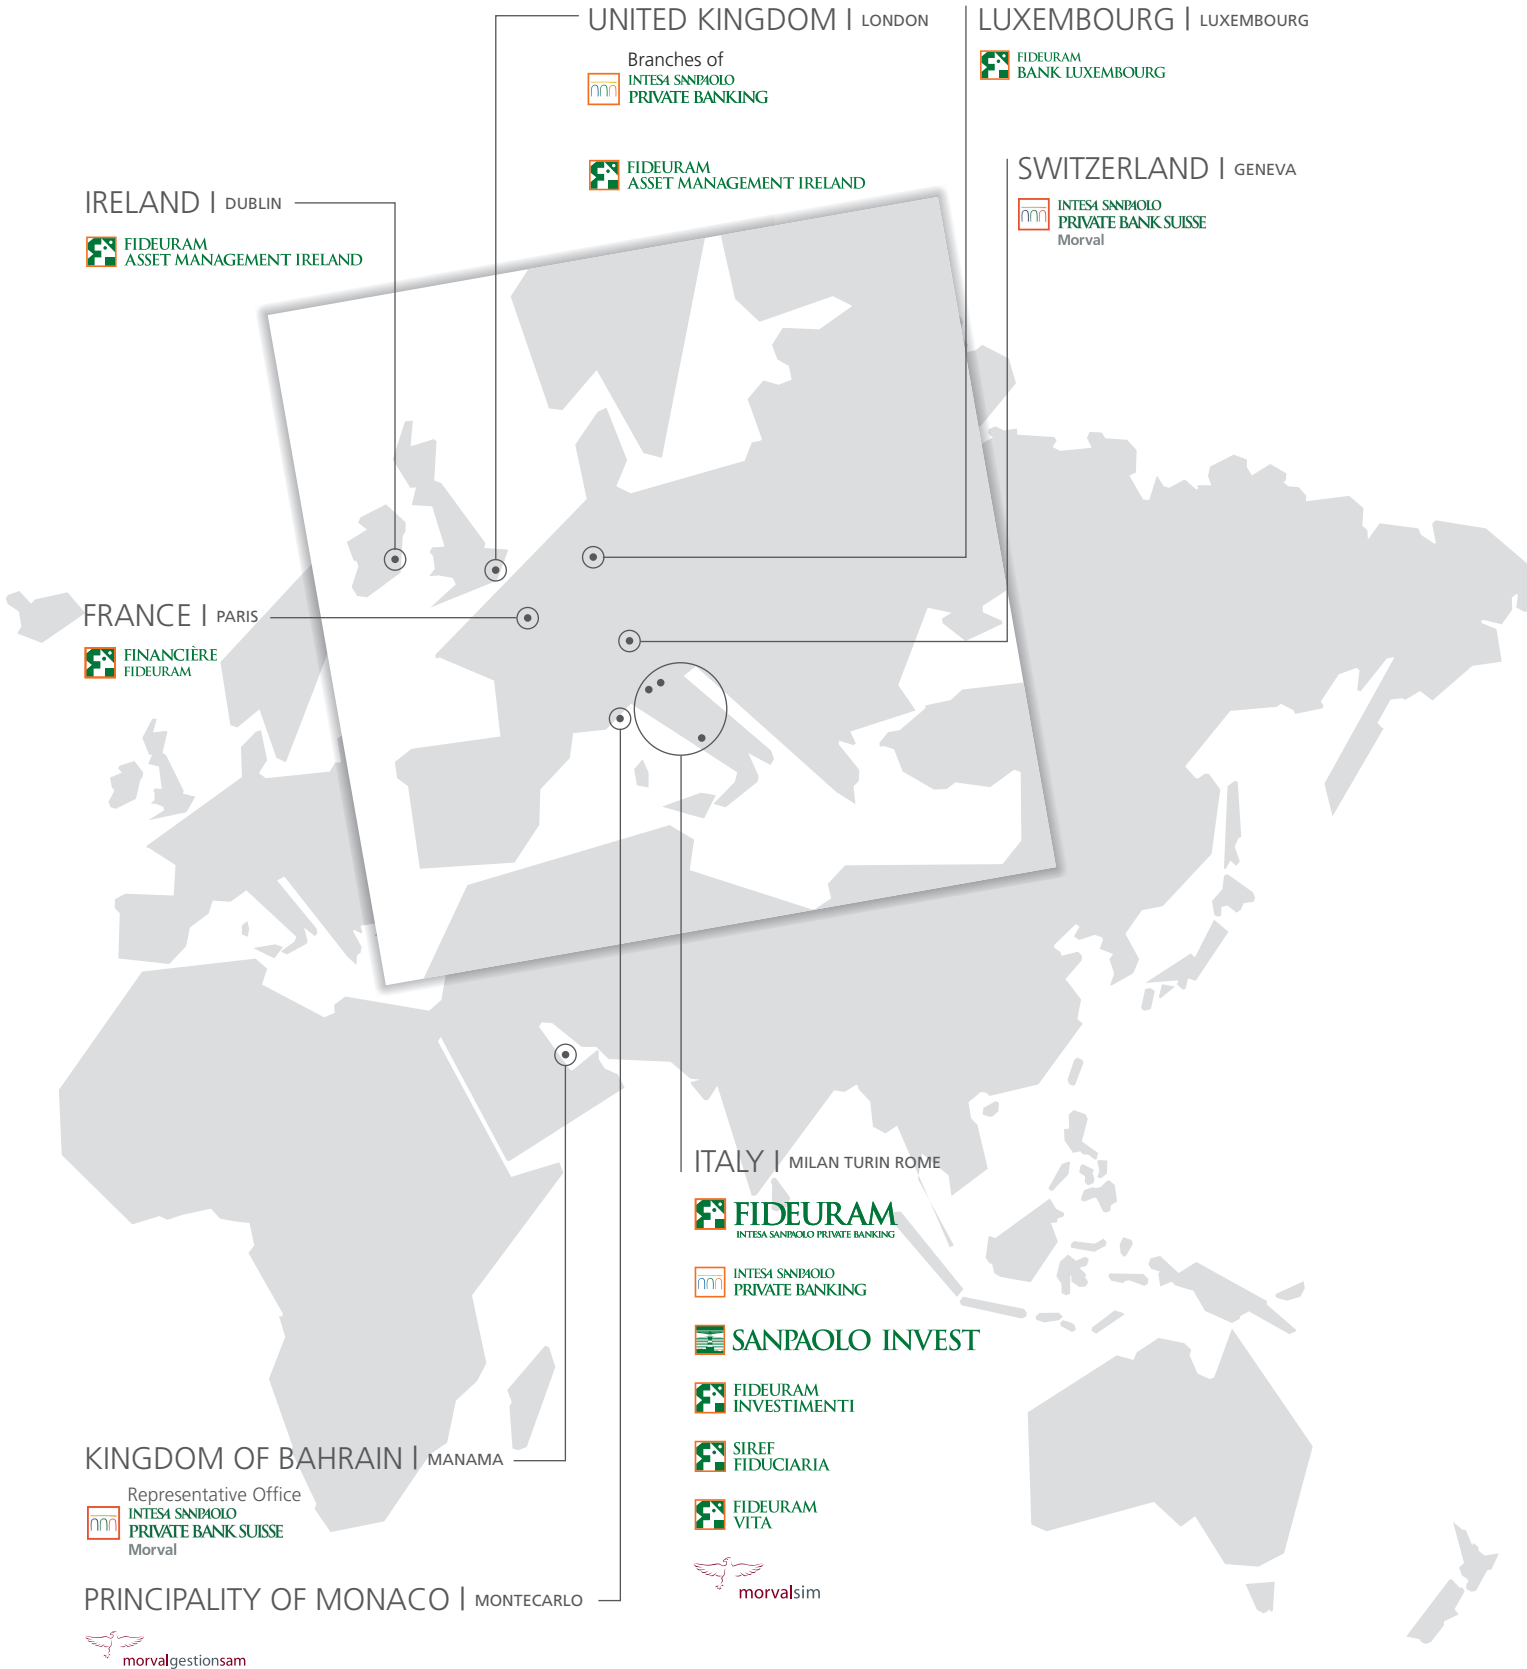 UNITED KINGDOM | LONDON
Branches of
INTESA SANPAOLO
PRIVATE BANKING
FIDEURAM
ASSET MANAGEMENT IRELAND
LUXEMBOURG | LUXEMBOURG
FIDEURAM
BANK LUXEMBOURG
SWITZERLAND | GENEVA
INTESA SANPAOLO
PRIVATE BANK SUISSE
Morval
IRELAND | DUBLIN
FIDEURAM
ASSET MANAGEMENT IRELAND
FRANCE | PARIS
FINANCIÈRE
FIDEURAM
ITALY | MILAN TURIN ROME
FIDEURAM
INTESA SANPAOLO PRIVATE BANKING
INTESA SANPAOLO
PRIVATE BANKING
SANPAOLO INVEST
FIDEURAM
INVESTIMENTI
SIREF
FIDUCIARIA
FIDEURAM
VITA
morvalsim
KINGDOM OF BAHRAIN | MANAMA
Representative Office
INTESA SANPAOLO
PRIVATE BANK SUISSE
Morval
PRINCIPALITY OF MONACO | MONTECARLO
morvalgestionsam